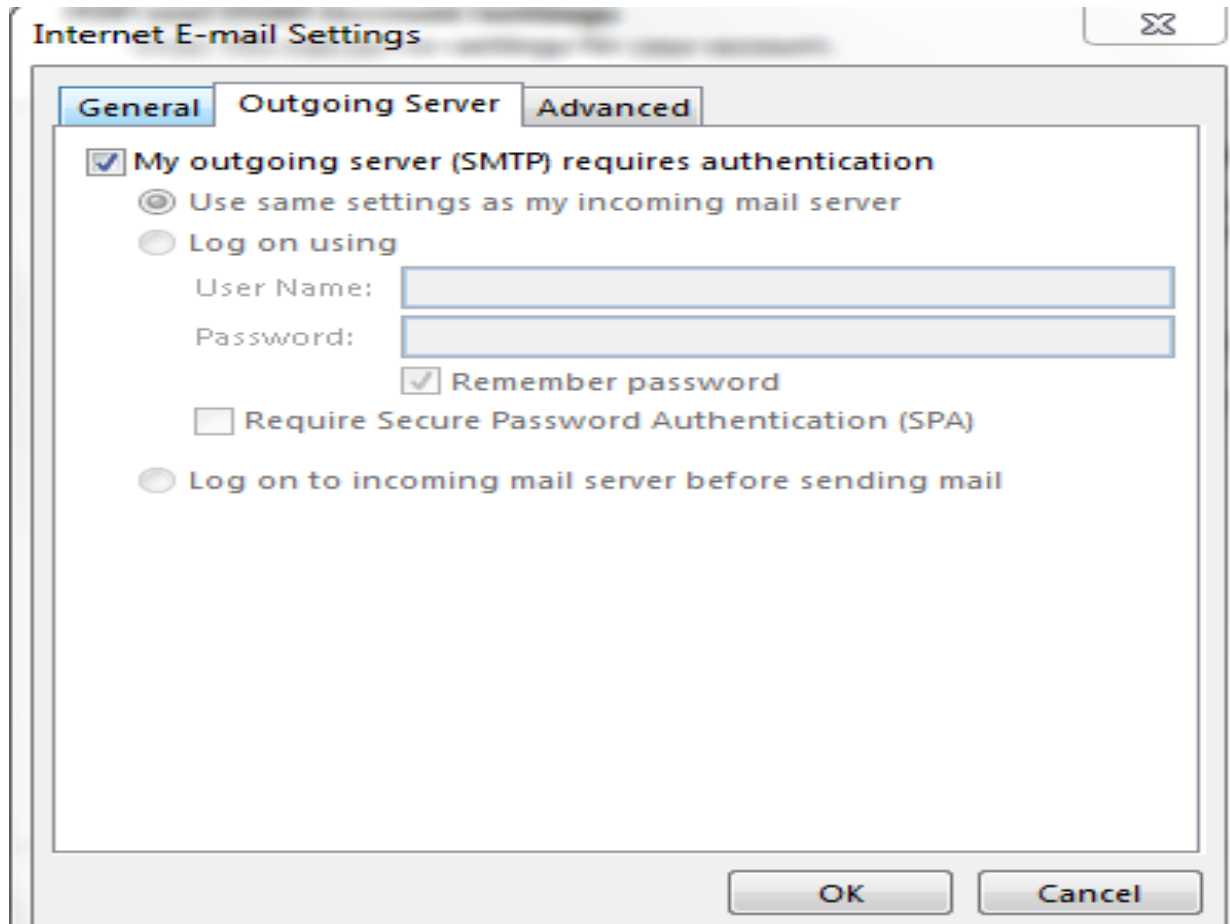 Internet E-mail Settings
General Outgoing Server Advanced
My outgoing server (SMTP) requires authentication
Use same settings as my incoming mail server
Log on using
User Name:
Password:
Remember password
Require Secure Password Authentication (SPA)
Log on to incoming mail server before sending mail
OK Cancel